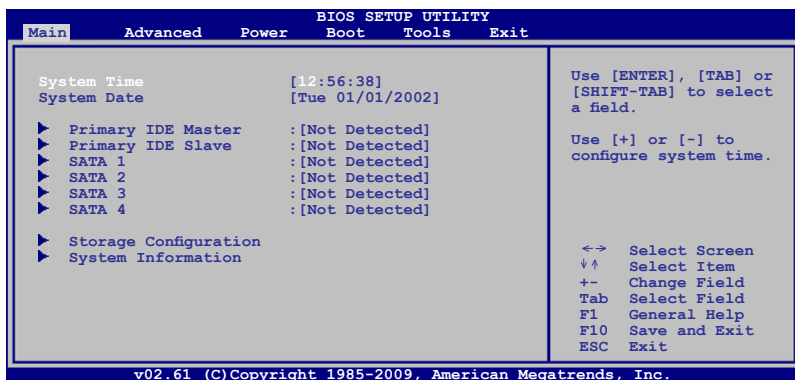 BIOS SETUP UTILITY
Main Advanced Power Boot Tools Exit
System Time [12:56:38]
System Date [Tue 01/01/2002]
Primary IDE Master :[Not Detected]
Primary IDE Slave :[Not Detected]
SATA 1 :[Not Detected]
SATA 2 :[Not Detected]
SATA 3 :[Not Detected]
SATA 4 :[Not Detected]
Storage Configuration
System Information
Use [ENTER], [TAB] or
[SHIFT-TAB] to select
a field.
Use [+] or [-] to
configure system time.
←→ Select Screen
↓↑ Select Item
+- Change Field
Tab Select Field
F1 General Help
F10 Save and Exit
ESC Exit
v02.61 (C)Copyright 1985-2009, American Megatrends, Inc.